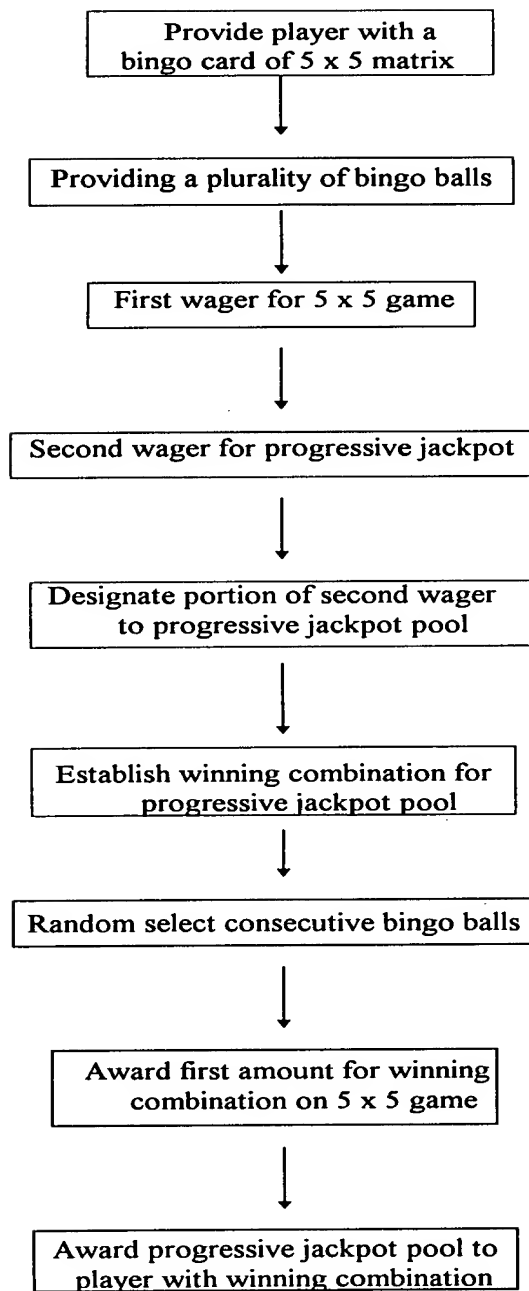 Provide player with a
bingo card of 5 x 5 matrix
Providing a plurality of bingo balls
First wager for 5 x 5 game
Second wager for progressive jackpot
Designate portion of second wager
to progressive jackpot pool
Establish winning combination for
progressive jackpot pool
Random select consecutive bingo balls
Award first amount for winning
combination on 5 x 5 game
Award progressive jackpot pool to
player with winning combination